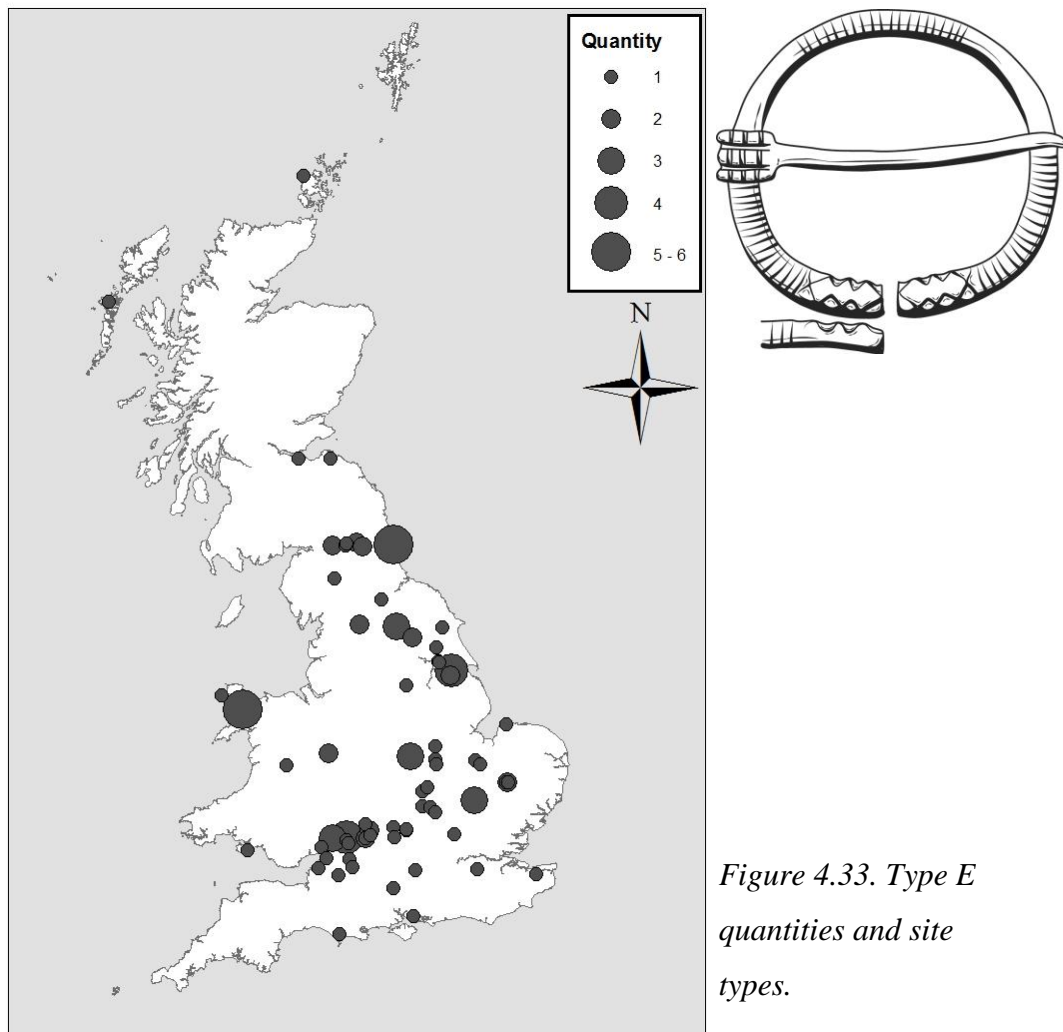 Quantity
1
2
3
4
5 - 6
N
Figure 4.33. Type E
quantities and site
types.